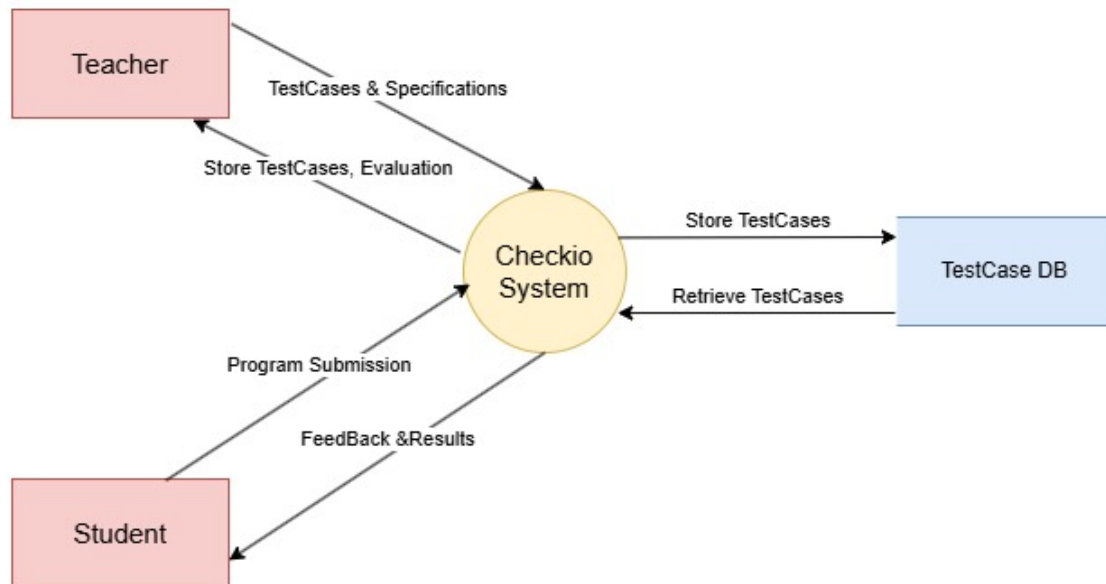 Teacher
TestCases & Specifications
Store TestCases, Evaluation
Checkio
System
Store TestCases
TestCase DB
Retrieve TestCases
Program Submission
FeedBack &Results
Student